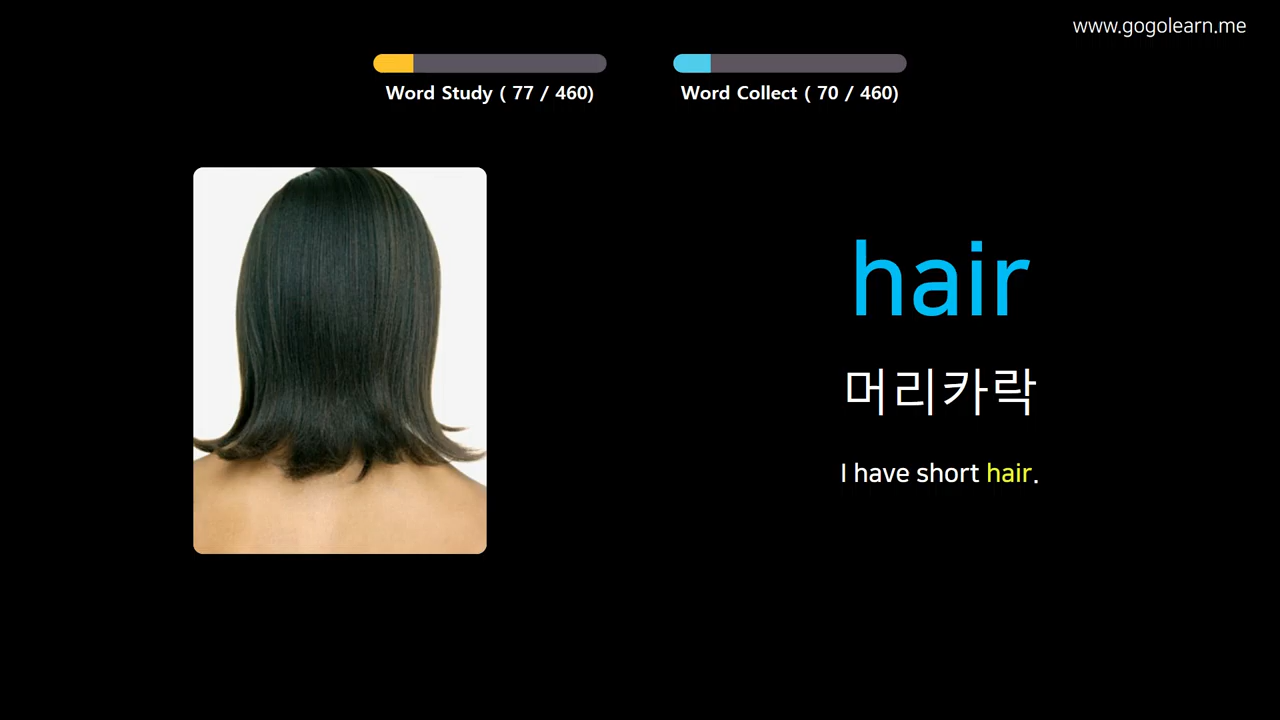 www.gogolearn.me
Word Study ( 77 / 460)
Word Collect ( 70 / 460)
hair
머리카락
I have short hair.